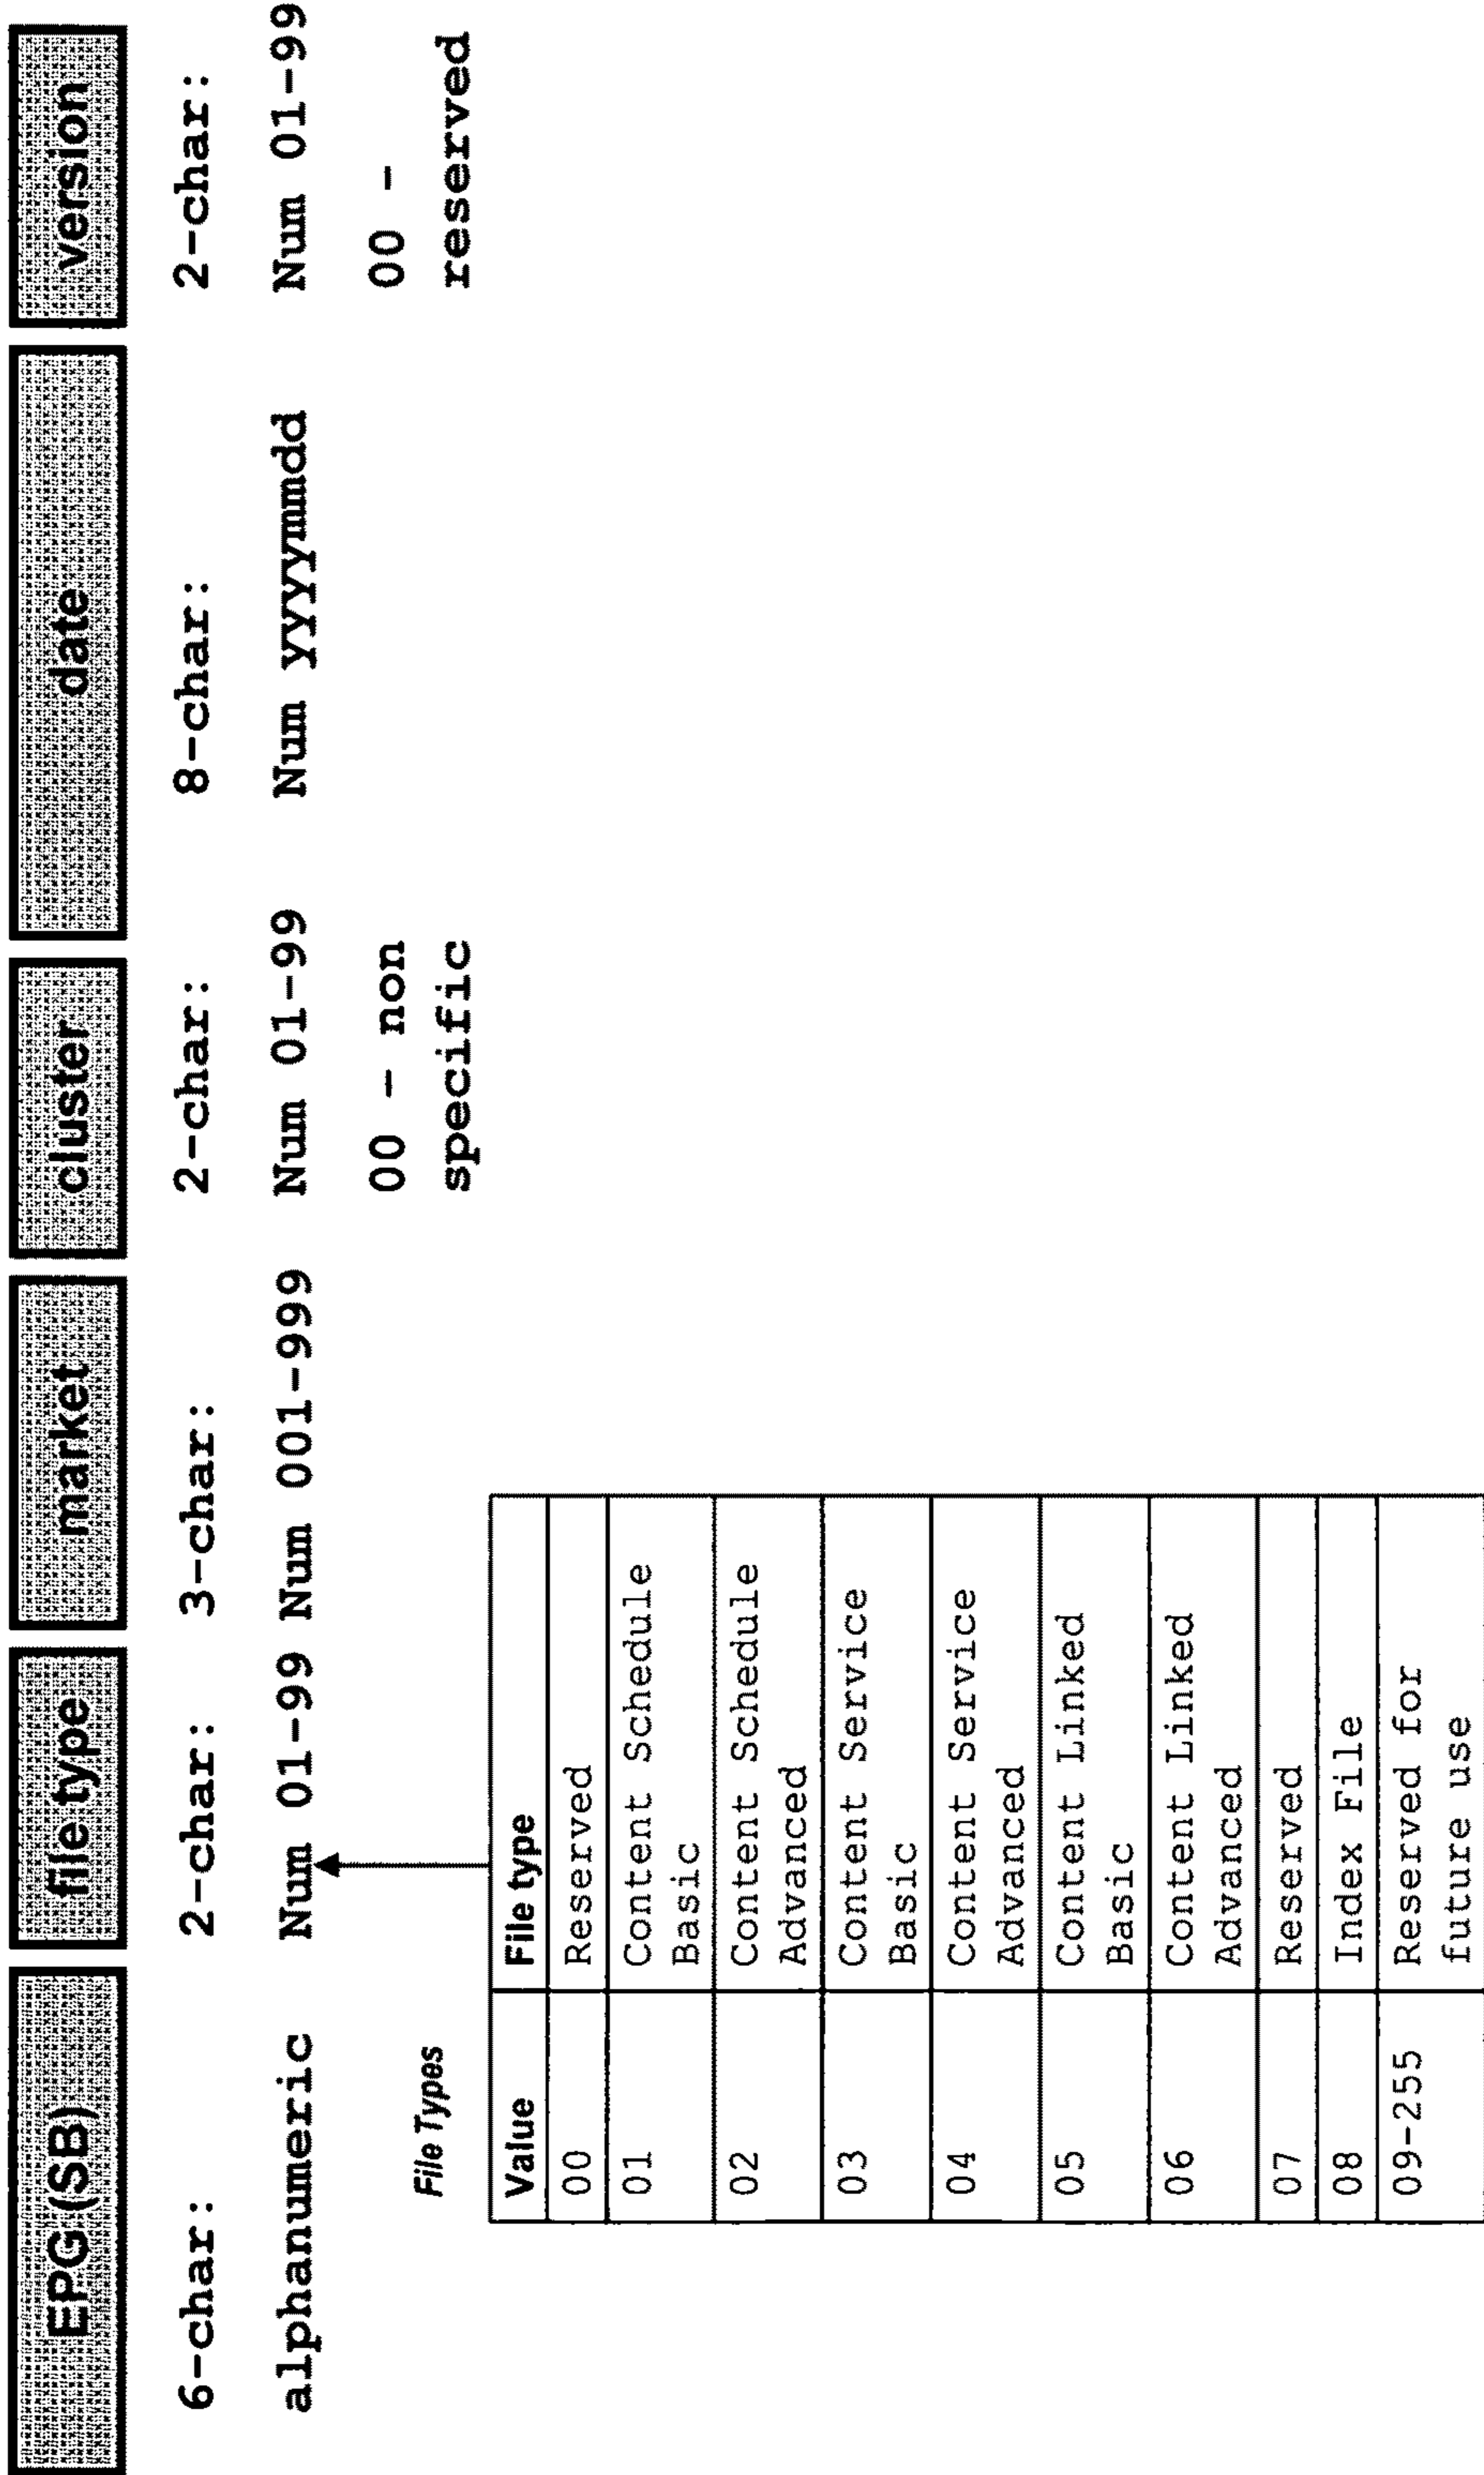 EPG(SB) file type market cluster date version
6-char: 2-char: 3-char: 2-char: 8-char: 2-char:
alphanumeric Num 01-99 Num 001-999 Num 01-99 Num yyyymmdd Num 01-99
00 - non 00 -
specific reserved
File Types
Value File type
00 Reserved
01 Content Schedule
Basic
02 Content Schedule
Advanced
03 Content Service
Basic
04 Content Service
Advanced
05 Content Linked
Basic
06 Content Linked
Advanced
07 Reserved
08 Index File
09-255 Reserved for
future use